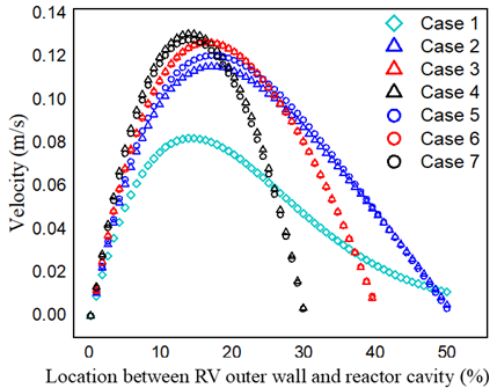 0.14
0.12
0.10
0.08
0.06
0.04
0.02
0.00
Velocity (m/s)
Case 1
Case 2
Case 3
Case 4
Case 5
Case 6
Case 7
0 10 20 30 40 50
Location between RV outer wall and reactor cavity (%)